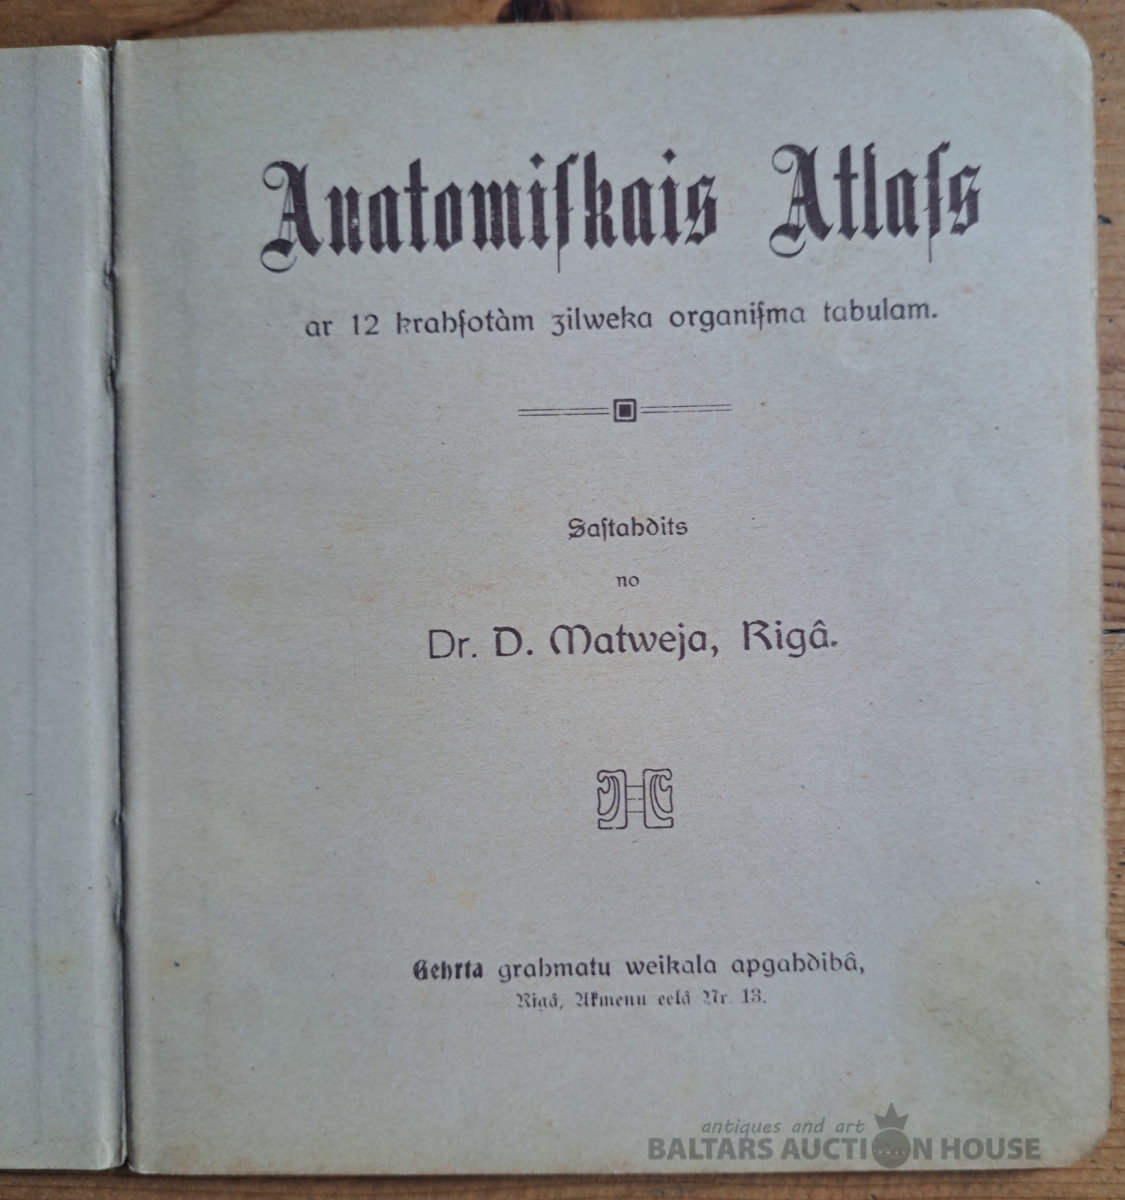 Anatomiſkais Atlaſs
ar 12 krahſotàm zilweka organiſma tabulam.
Saſtahdits
no
Dr. D. Matweja, Rigâ.
Gehrta grahmatu weikala apgahdibâ,
Rigâ, Akmenu eelâ Nr. 13.
antiques and art
BALTARS AUCTION HOUSE